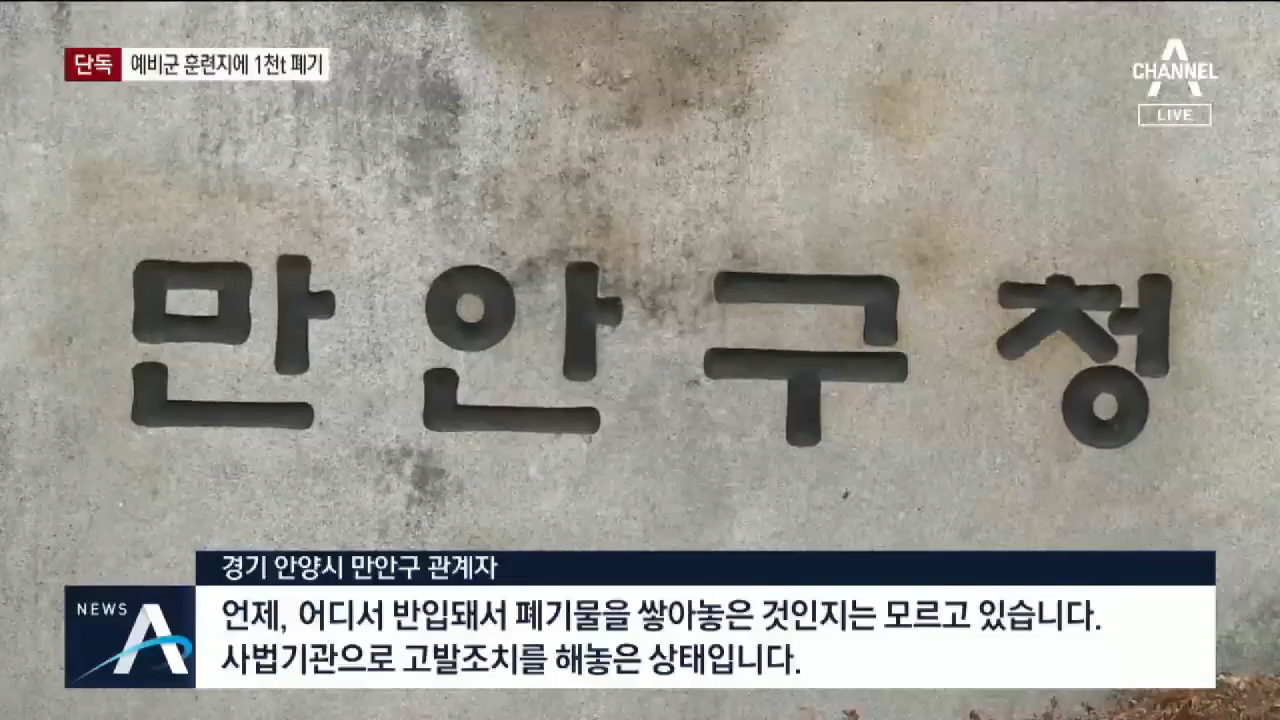 단독 예비군 훈련지에 1천t 폐기
CHANNEL A
LIVE
만안구청
경기 안양시 만안구 관계자
NEWS A
언제, 어디서 반입돼서 폐기물을 쌓아놓은 것인지는 모르고 있습니다.
사법기관으로 고발조치를 해놓은 상태입니다.